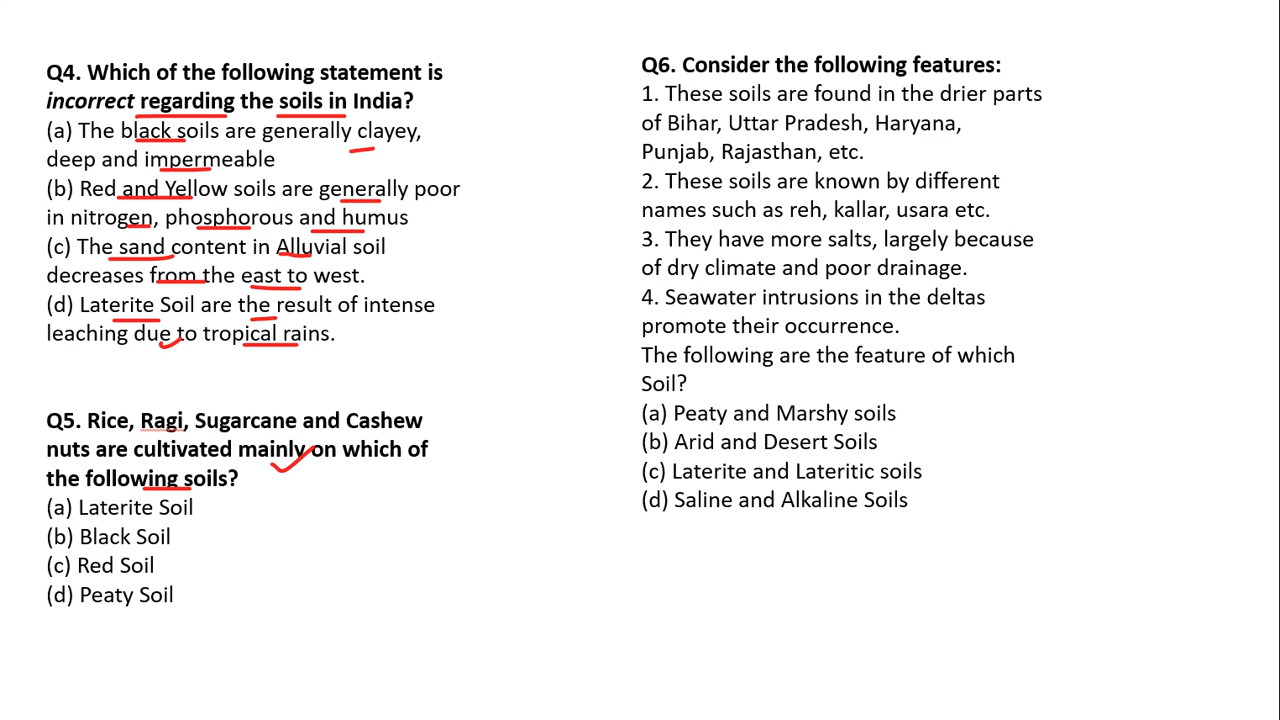 Q4. Which of the following statement is
incorrect regarding the soils in India?
(a) The black soils are generally clayey,
deep and impermeable
(b) Red and Yellow soils are generally poor
in nitrogen, phosphorous and humus
(c) The sand content in Alluvial soil
decreases from the east to west.
(d) Laterite Soil are the result of intense
leaching due to tropical rains.
Q5. Rice, Ragi, Sugarcane and Cashew
nuts are cultivated mainly on which of
the following soils?
(a) Laterite Soil
(b) Black Soil
(c) Red Soil
(d) Peaty Soil
Q6. Consider the following features:
1. These soils are found in the drier parts
of Bihar, Uttar Pradesh, Haryana,
Punjab, Rajasthan, etc.
2. These soils are known by different
names such as reh, kallar, usara etc.
3. They have more salts, largely because
of dry climate and poor drainage.
4. Seawater intrusions in the deltas
promote their occurrence.
The following are the feature of which
Soil?
(a) Peaty and Marshy soils
(b) Arid and Desert Soils
(c) Laterite and Lateritic soils
(d) Saline and Alkaline Soils